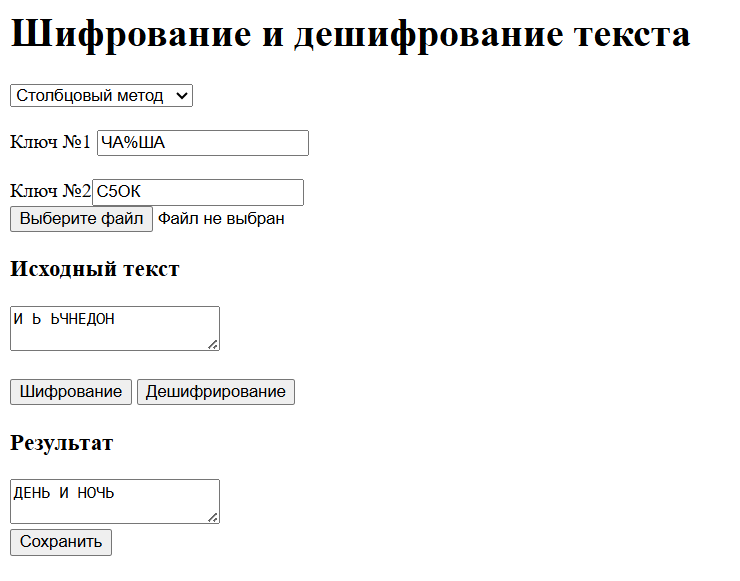 Шифрование и дешифрование текста
Столбцовый метод
Ключ №1 ЧА%ША
Ключ №2 С5ОК
Выберите файл Файл не выбран
Исходный текст
И Ь ЬЧНЕДОН
Шифрование Дешифрирование
Результат
ДЕНЬ И НОЧЬ
Сохранить